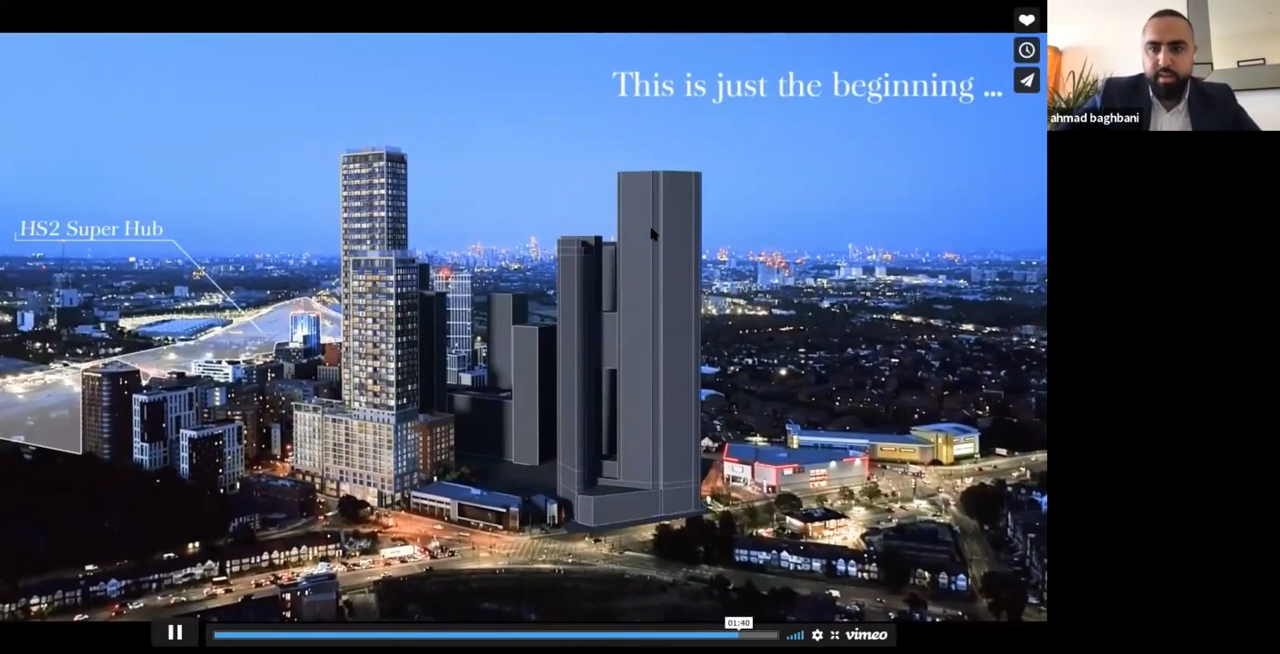 This is just the beginning ...
ahmad baghbani
HS2 Super Hub
01:40
vimeo